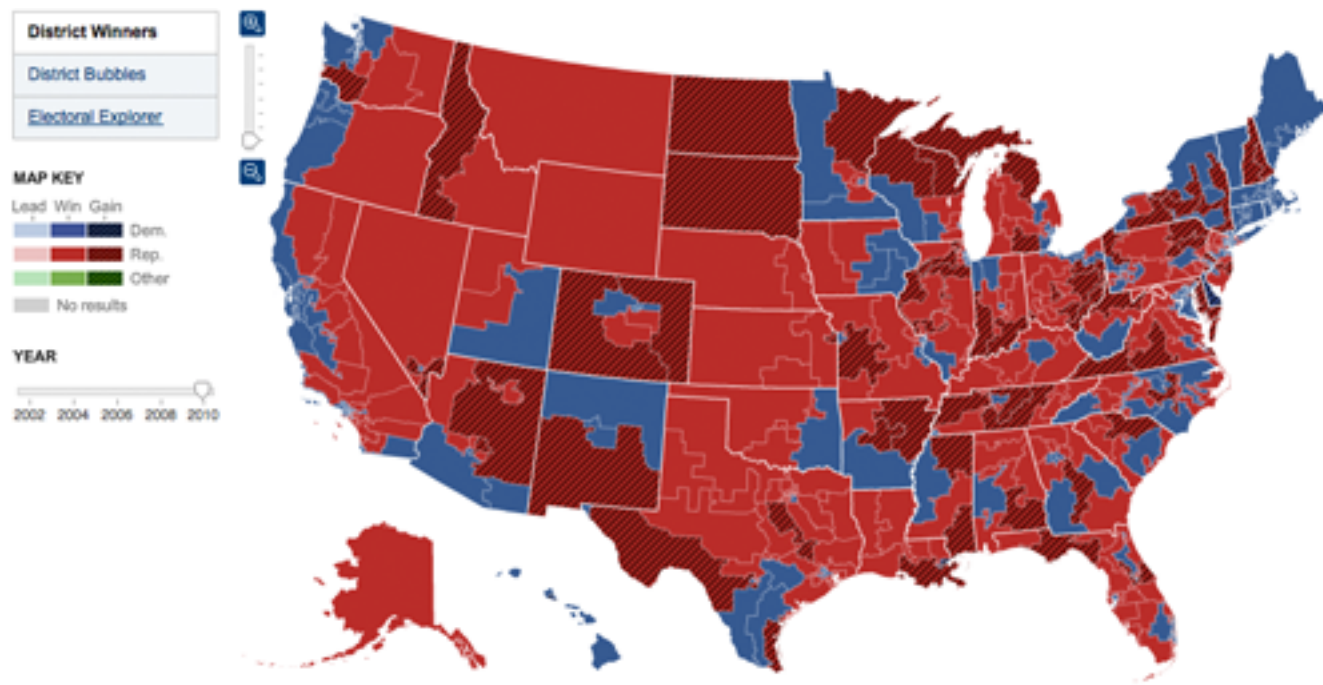 District Winners
District Bubbles
Electoral Explorer
MAP KEY
Lead Win Gain
Dem.
Rep.
Other
No results
YEAR
2002 2004 2006 2008 2010